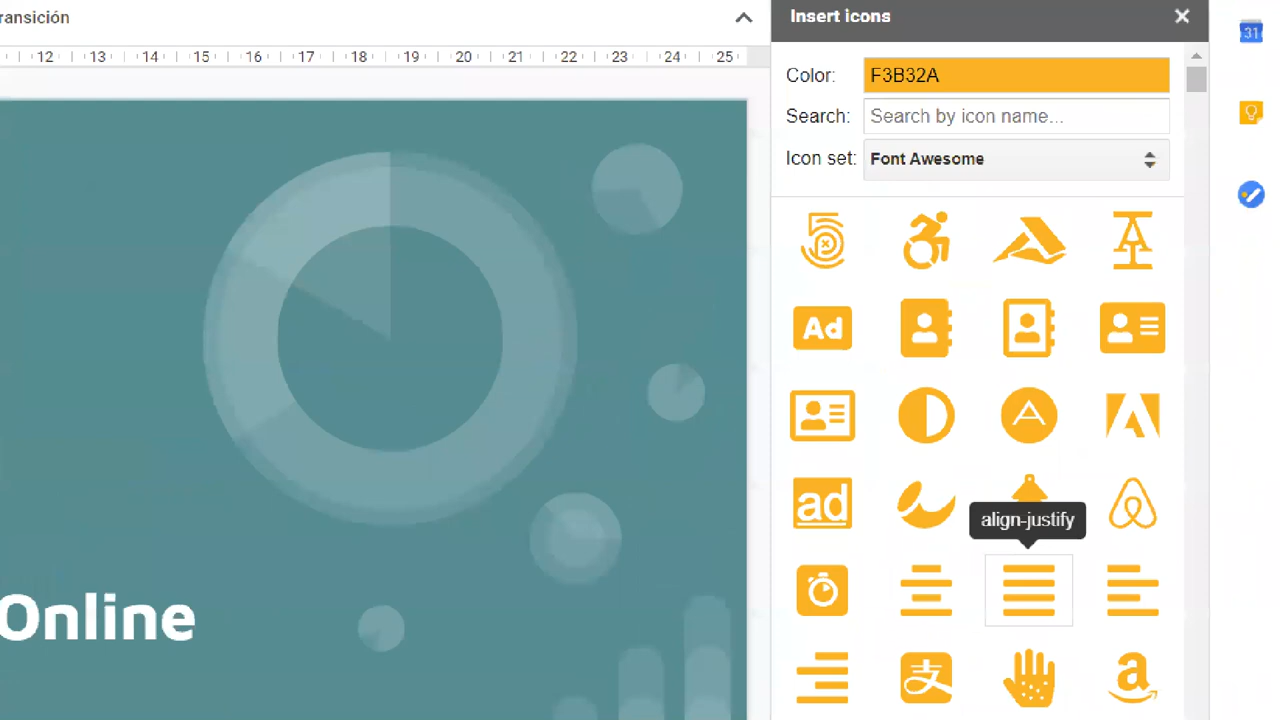 ransición
12 13 14 15 16 17 18 19 20 21 22 23 24 25
Online
Insert icons
Color: F3B32A
Search: Search by icon name...
Icon set: Font Awesome
Ad
ad
align-justify
支
a
31